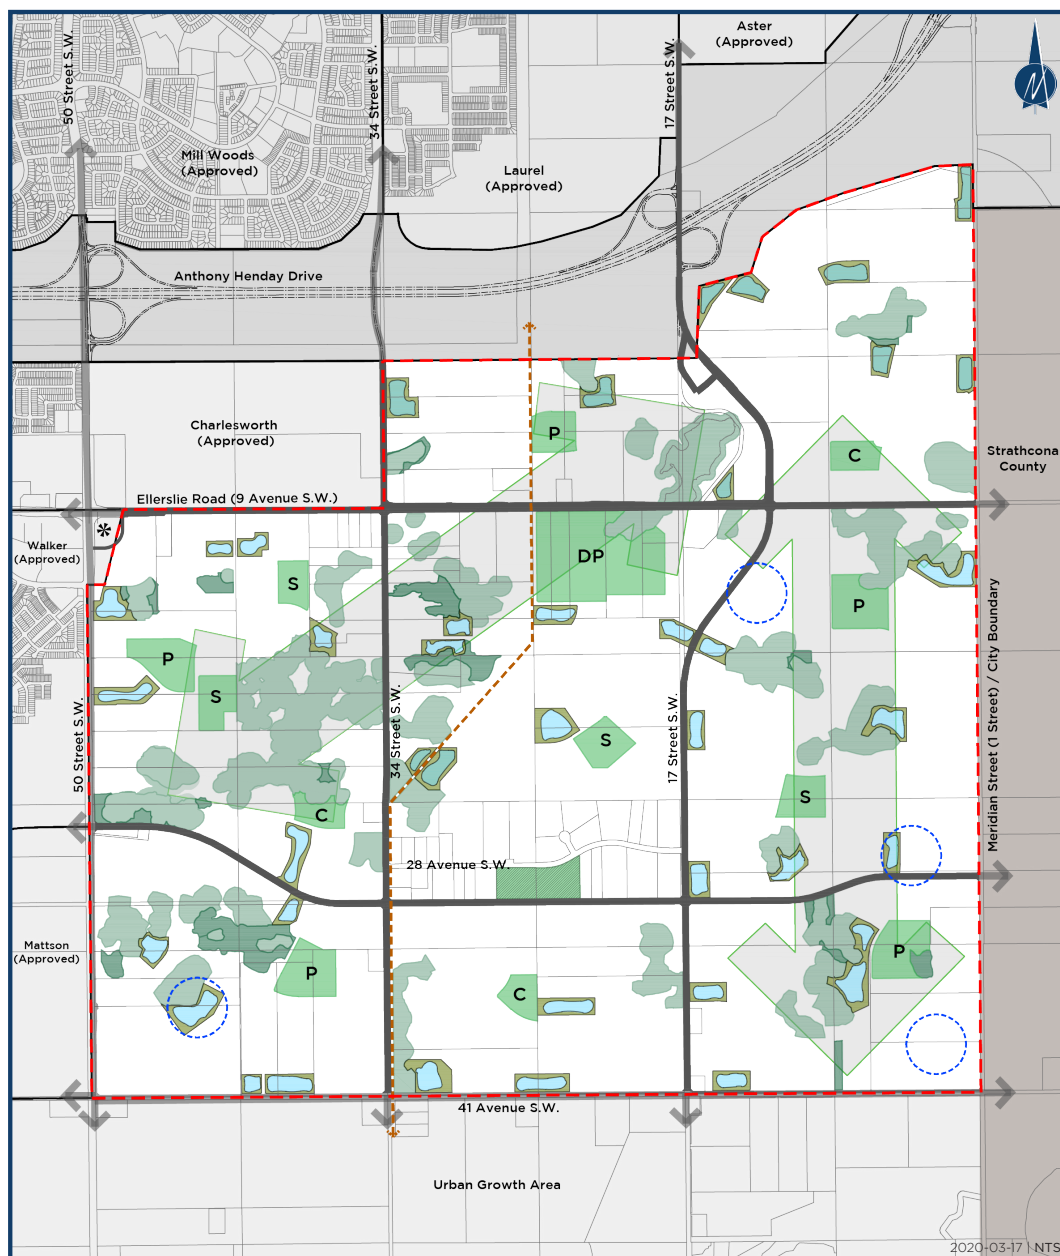 Aster
(Approved)
50 Street S.W.
34 Street S.W.
17 Street S.W.
Mill Woods
(Approved)
Laurel
(Approved)
Anthony Henday Drive
Charlesworth
(Approved)
P
C
Strathcona
County
Ellerslie Road (9 Avenue S.W.)
*
Walker
(Approved)
DP
S
P
P
S
50 Street S.W.
34 Street S.W.
17 Street S.W.
Meridian Street (1 Street) / City Boundary
S
S
C
28 Avenue S.W.
Mattson
(Approved)
P
P
C
41 Avenue S.W.
Urban Growth Area
2020-03-17 | NTS